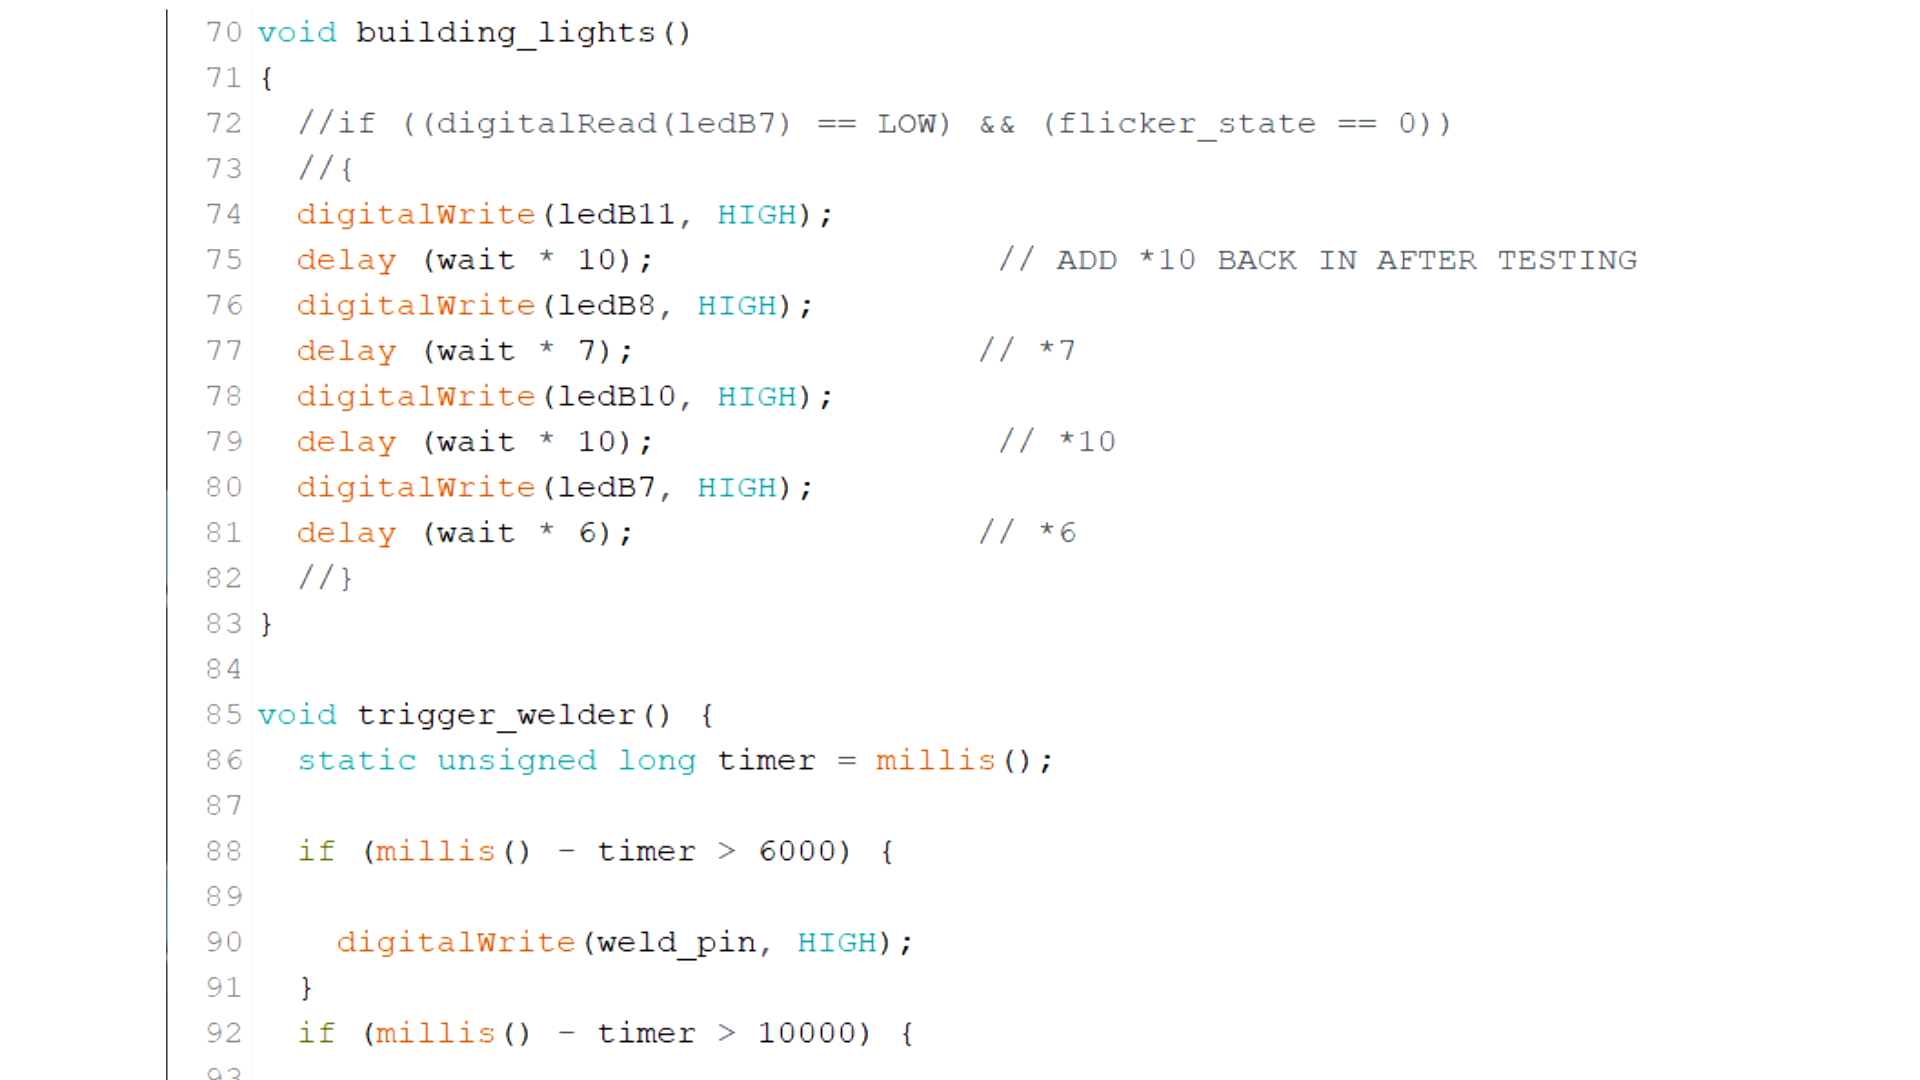 70 void building_lights()
71 {
72   //if ((digitalRead(ledB7) == LOW) && (flicker_state == 0))
73   //{
74   digitalWrite(ledB11, HIGH);
75   delay (wait * 10);                 // ADD *10 BACK IN AFTER TESTING
76   digitalWrite(ledB8, HIGH);
77   delay (wait * 7);                 // *7
78   digitalWrite(ledB10, HIGH);
79   delay (wait * 10);                 // *10
80   digitalWrite(ledB7, HIGH);
81   delay (wait * 6);                 // *6
82   //}
83 }
84
85 void trigger_welder() {
86   static unsigned long timer = millis();
87
88   if (millis() - timer > 6000) {
89
90     digitalWrite(weld_pin, HIGH);
91   }
92   if (millis() - timer > 10000) {
93